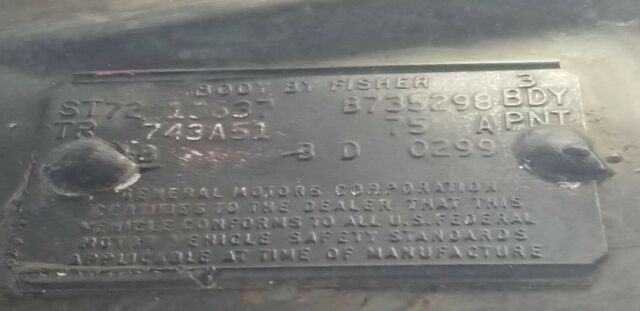 BODY BY FISHER 3
ST72 13637 B735298 BDY
TR 743A51 75 A PNT
B 3 D 0299
GENERAL MOTORS CORPORATION
CERTIFIES TO THE DEALER THAT THIS
VEHICLE CONFORMS TO ALL U.S. FEDERAL
MOTOR VEHICLE SAFETY STANDARDS
APPLICABLE AT TIME OF MANUFACTURE